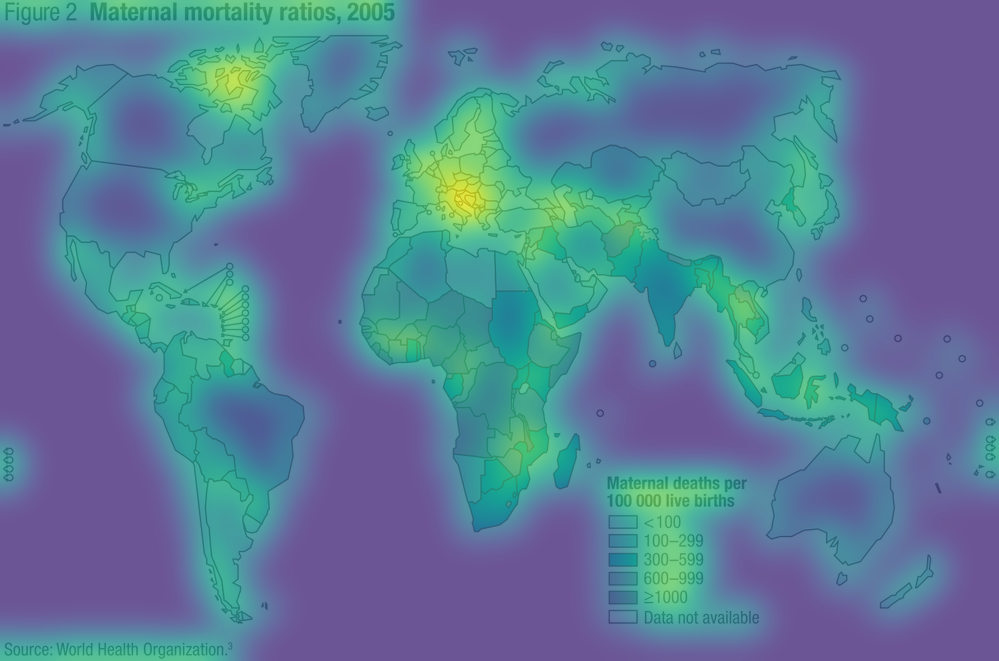 Figure 2 Maternal mortality ratios, 2005
Maternal deaths per
100 000 live births
<100
100–299
300–599
600–999
≥1000
Data not available
Source: World Health Organization.³